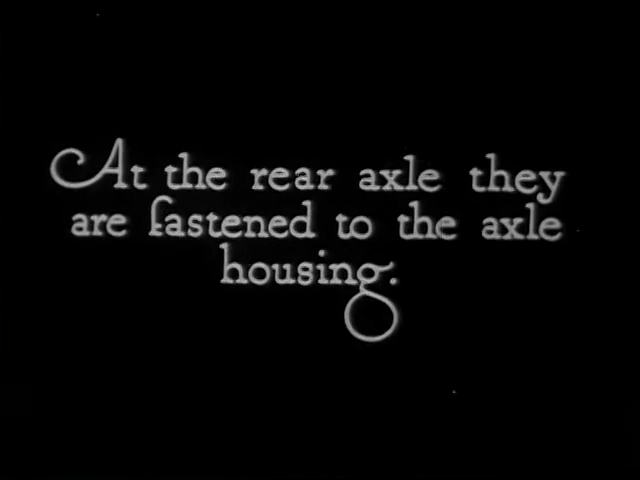 At the rear axle they
are fastened to the axle
housing.